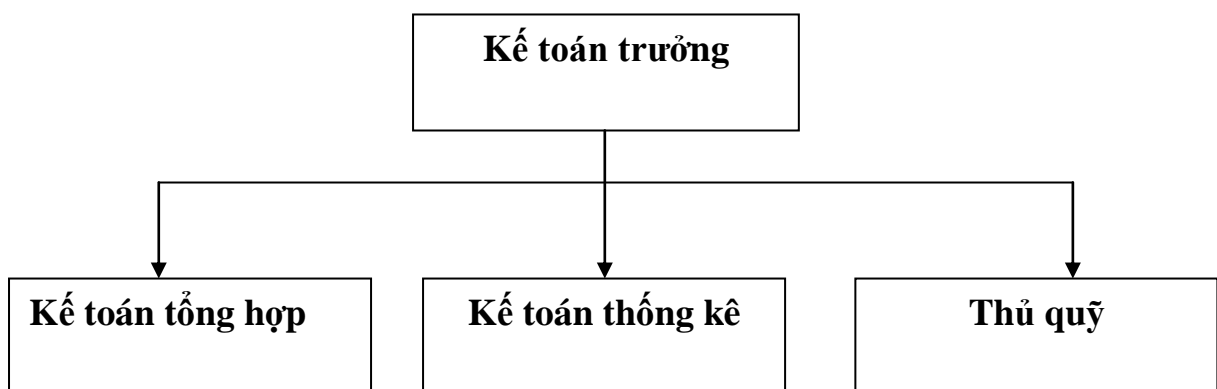 Kế toán trưởng
Kế toán tổng hợp
Kế toán thống kê
Thủ quỹ